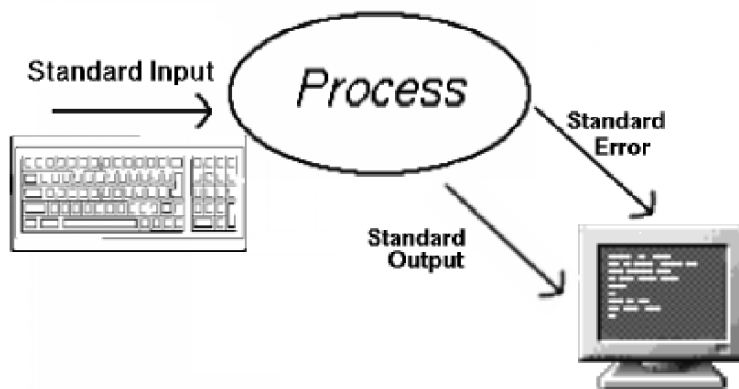 Standard Input
Process
Standard
Error
Standard
Output